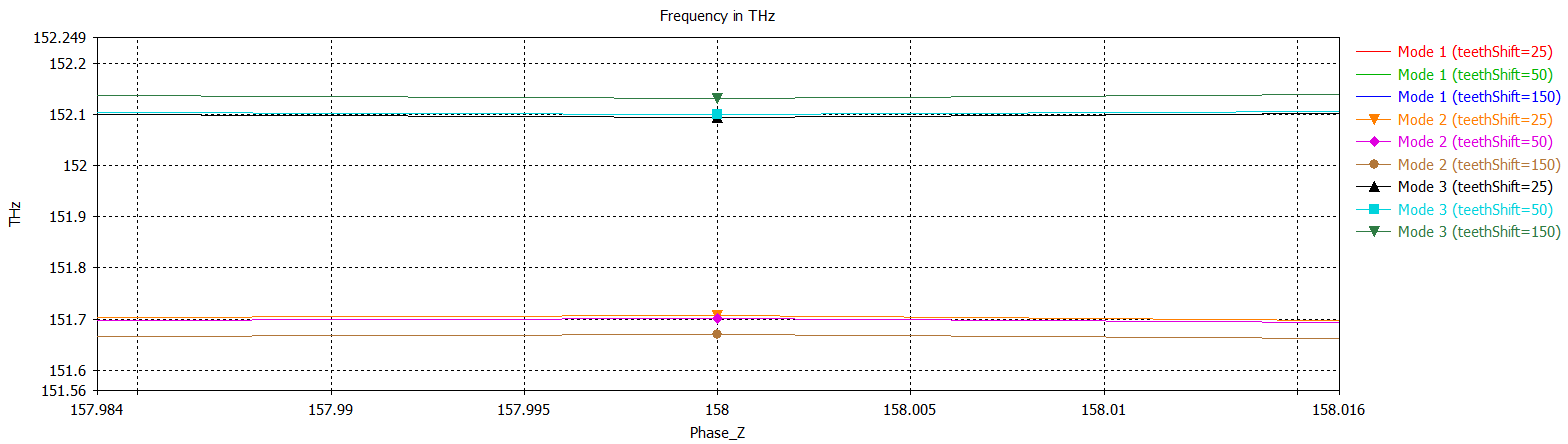 Frequency in THz
152.249
152.2
152.1
152
151.9
151.8
151.7
151.6
151.56
THz
157.984
157.99
157.995
158
158.005
158.01
158.016
Phase_Z
Mode 1 (teethShift=25)
Mode 1 (teethShift=50)
Mode 1 (teethShift=150)
Mode 2 (teethShift=25)
Mode 2 (teethShift=50)
Mode 2 (teethShift=150)
Mode 3 (teethShift=25)
Mode 3 (teethShift=50)
Mode 3 (teethShift=150)